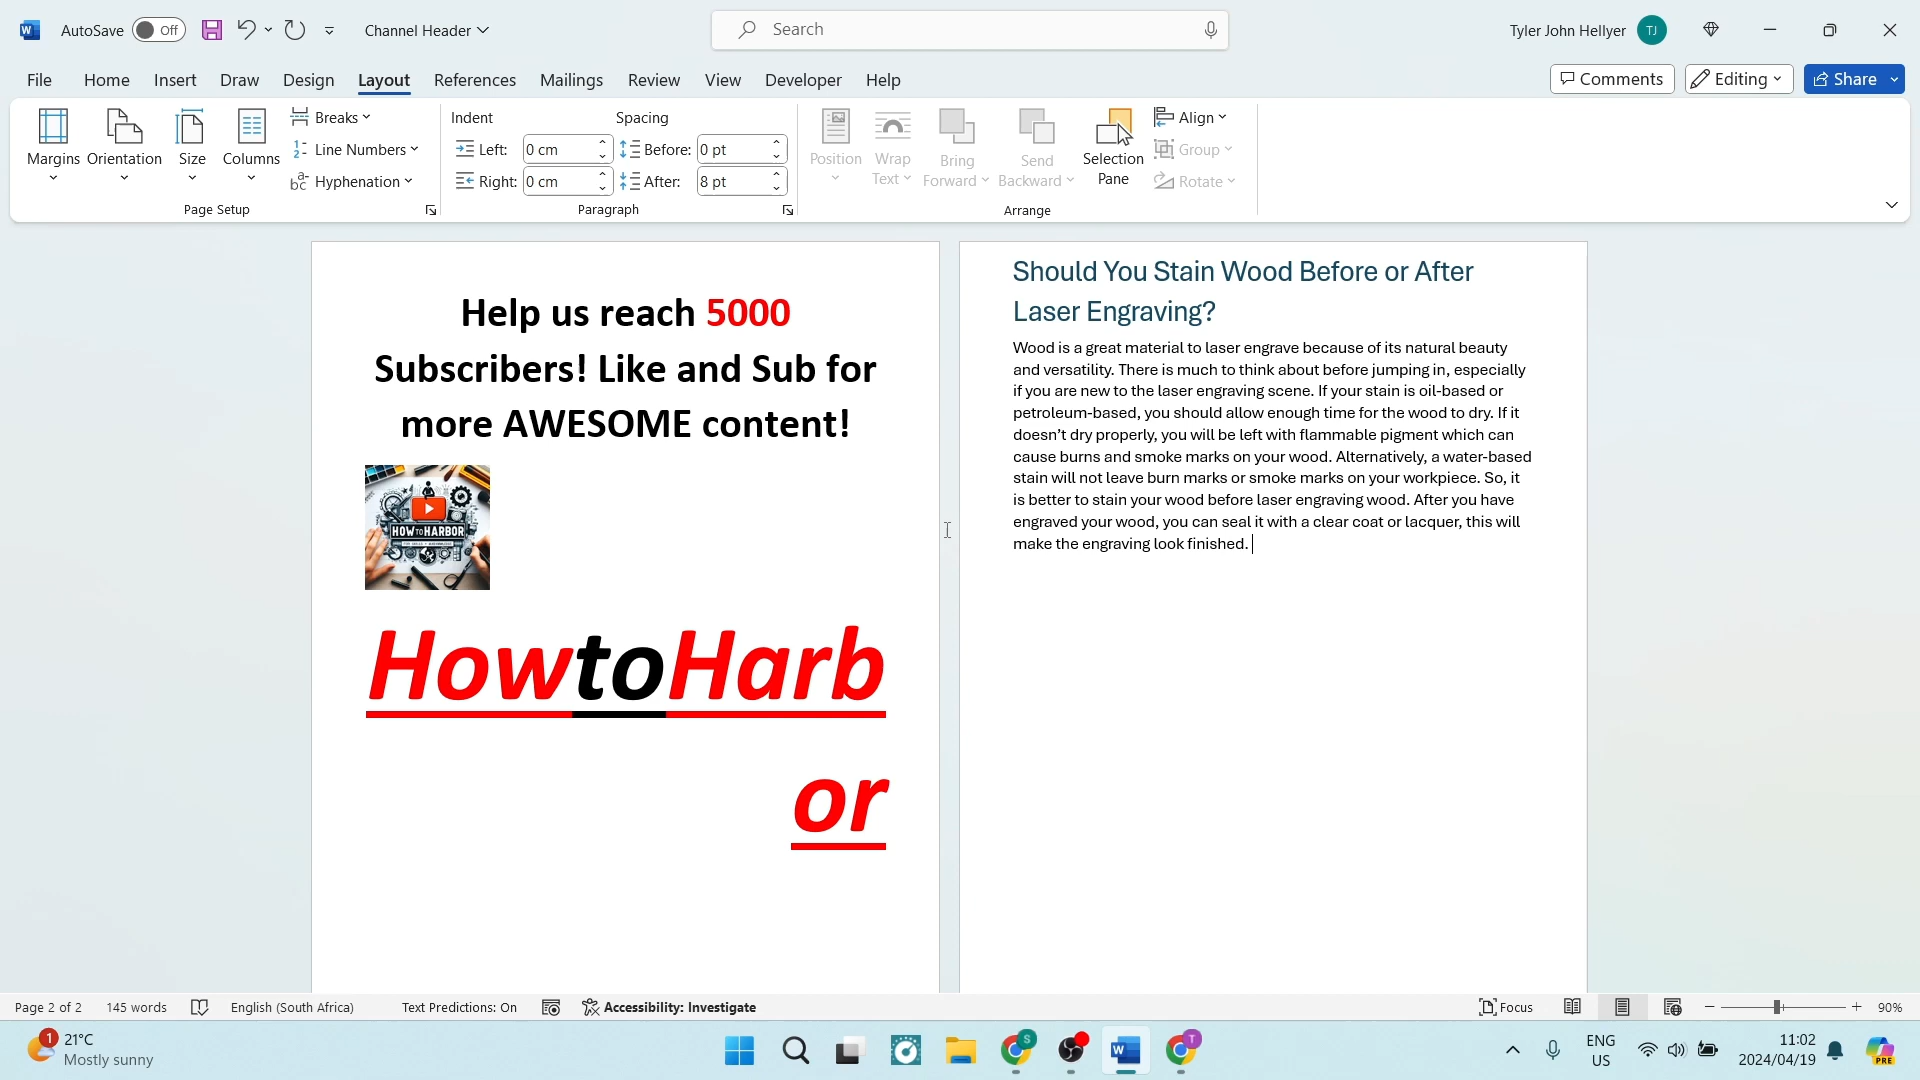 AutoSave Off Channel Header Search Tyler John Hellyer TJ
File Home Insert Draw Design Layout References Mailings Review View Developer Help Comments Editing Share
Margins Orientation Size Columns
Breaks
Line Numbers
Hyphenation
Page Setup
Indent Spacing
Left: 0 cm Before: 0 pt
Right: 0 cm After: 8 pt
Paragraph
Position
Wrap Text
Bring Forward
Send Backward
Selection Pane
Align
Group
Rotate
Arrange
Help us reach 5000
Subscribers! Like and Sub for
more AWESOME content!
HOW TO HARBOR
HowtoHarb
or
Should You Stain Wood Before or After
Laser Engraving?
Wood is a great material to laser engrave because of its natural beauty
and versatility. There is much to think about before jumping in, especially
if you are new to the laser engraving scene. If your stain is oil-based or
petroleum-based, you should allow enough time for the wood to dry. If it
doesn't dry properly, you will be left with flammable pigment which can
cause burns and smoke marks on your wood. Alternatively, a water-based
stain will not leave burn marks or smoke marks on your workpiece. So, it
is better to stain your wood before laser engraving wood. After you have
engraved your wood, you can seal it with a clear coat or lacquer, this will
make the engraving look finished.
Page 2 of 2 145 words English (South Africa) Text Predictions: On Accessibility: Investigate Focus 90%
1 21°C
Mostly sunny
ENG
US
11:02
2024/04/19
PRE